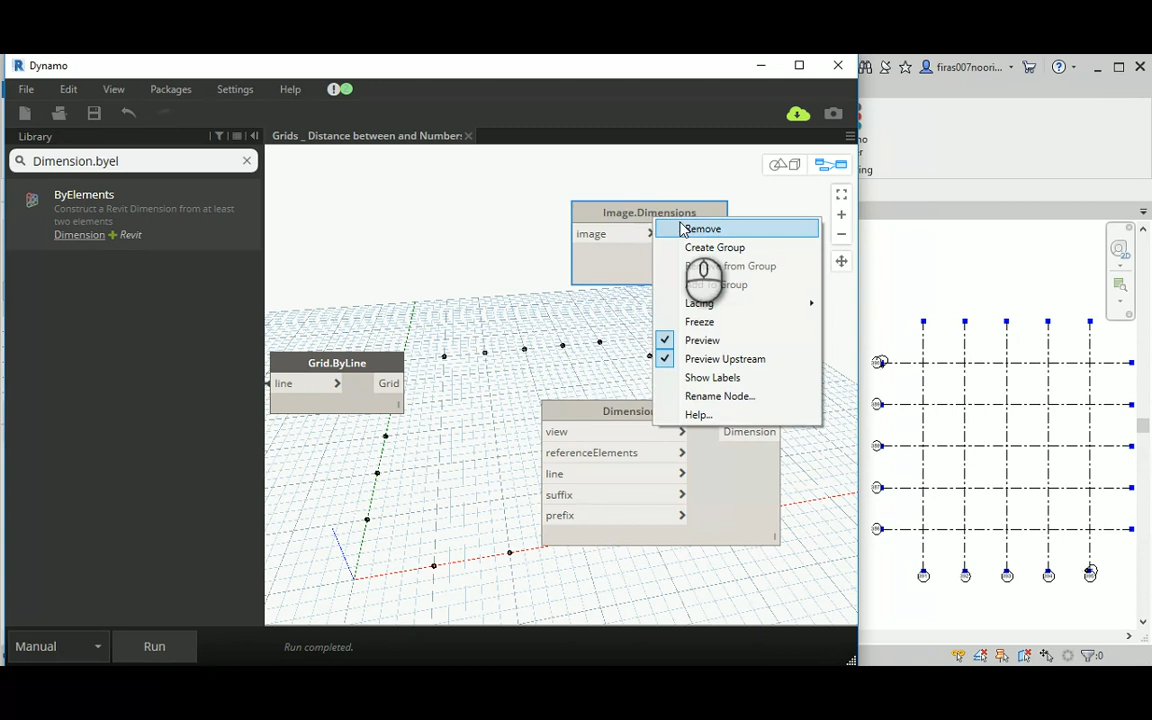 Dynamo
File Edit View Packages Settings Help
Library
Grids _ Distance between and Number:
Dimension.byel
ByElements
Construct a Revit Dimension from at least
two elements
Dimension Revit
Image.Dimensions
image
Remove
Create Group
Lacing
Freeze
Preview
Preview Upstream
Show Labels
Rename Node...
Help...
Grid.ByLine
line Grid
view Dimension
referenceElements
line
suffix
prefix
Manual Run Run completed.
firas007noori...
2D
:0